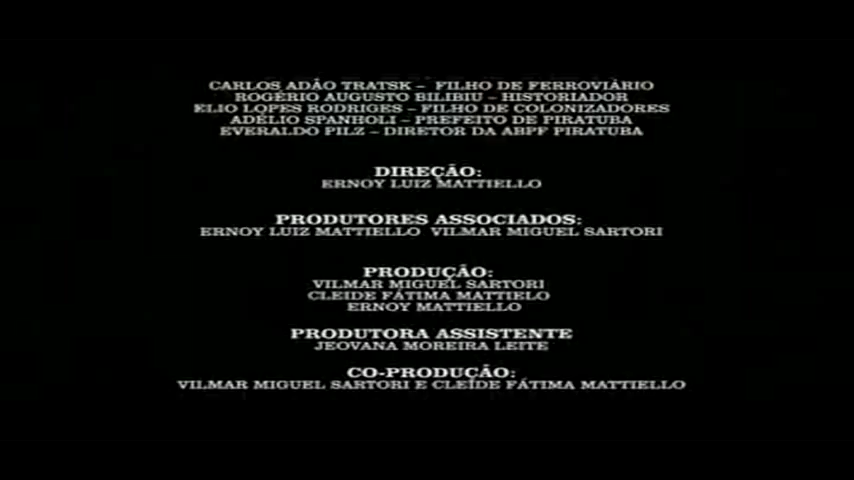 CARLOS ADÃO TRATSK – FILHO DE FERROVIÁRIO
ROGÉRIO AUGUSTO BILIBIU – HISTORIADOR
ELIO LOPES RODRIGES – FILHO DE COLONIZADORES
ADÉLIO SPANHOLI – PREFEITO DE PIRATUBA
EVERALDO PILZ – DIRETOR DA ABPF PIRATUBA
DIREÇÃO:
ERNOY LUIZ MATTIELLO
PRODUTORES ASSOCIADOS:
ERNOY LUIZ MATTIELLO VILMAR MIGUEL SARTORI
PRODUÇÃO:
VILMAR MIGUEL SARTORI
CLEIDE FÁTIMA MATTIELO
ERNOY MATTIELLO
PRODUTORA ASSISTENTE
JEOVANA MOREIRA LEITE
CO-PRODUÇÃO:
VILMAR MIGUEL SARTORI E CLEIDE FÁTIMA MATTIELLO